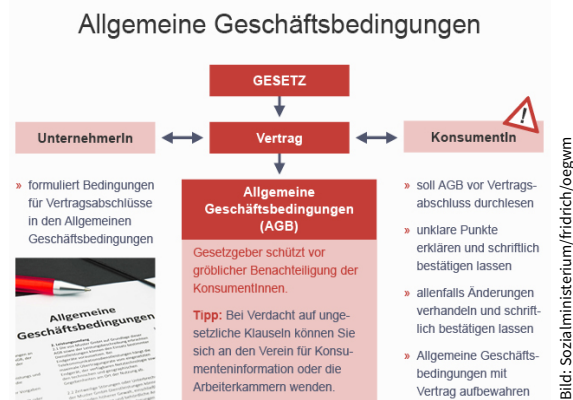 Allgemeine Geschäftsbedingungen
GESETZ
UnternehmerIn
Vertrag
KonsumentIn
» formuliert Bedingungen
für Vertragsabschlüsse
in den Allgemeinen
Geschäftsbedingungen
Allgemeine
Geschäftsbedingungen
Allgemeine
Geschäftsbedingungen
(AGB)
Gesetzgeber schützt vor
gröblicher Benachteiligung der
KonsumentInnen.
Tipp: Bei Verdacht auf unge-
setzliche Klauseln können Sie
sich an den Verein für Konsu-
menteninformation oder die
Arbeiterkammern wenden.
» soll AGB vor Vertrags-
abschluss durchlesen
» unklare Punkte
erklären und schriftlich
bestätigen lassen
» allenfalls Änderungen
verhandeln und schrift-
lich bestätigen lassen
» Allgemeine Geschäfts-
bedingungen mit
Vertrag aufbewahren
Bild: Sozialministerium/fridrich/oegwm